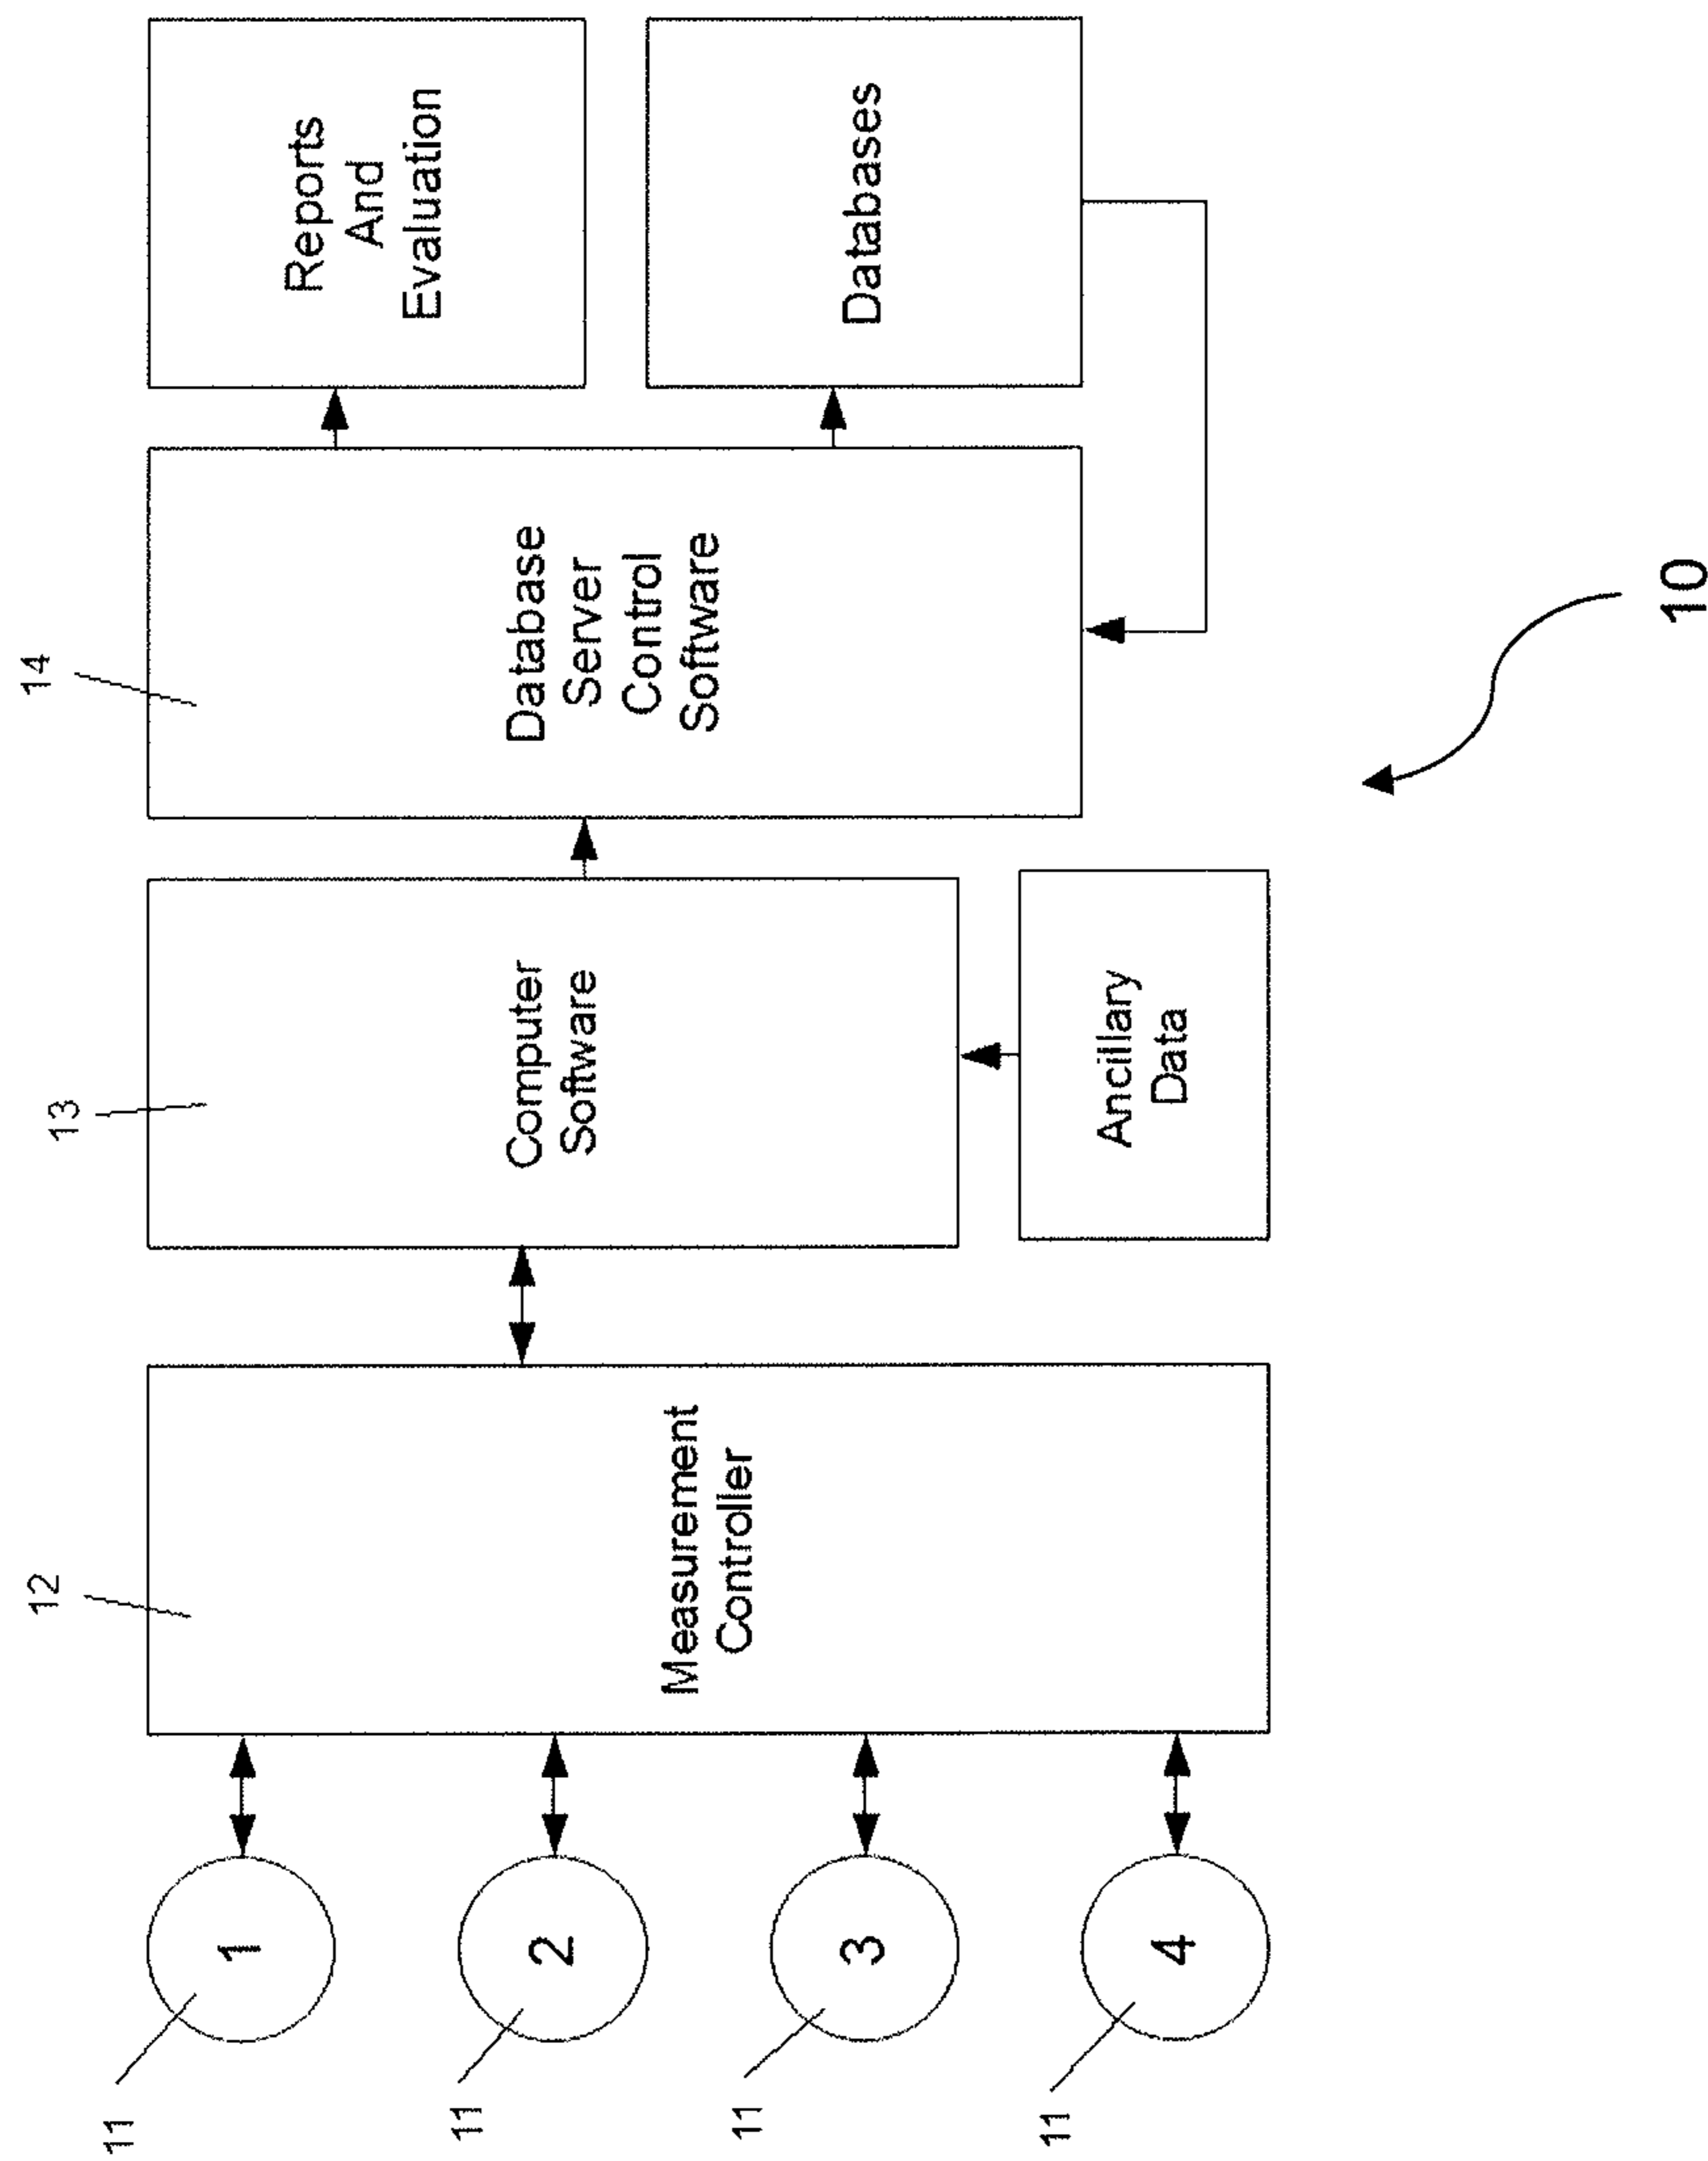 11
1
11
2
11
3
11
4
12
Measurement
Controller
13
Computer
Software
Ancillary
Data
14
Database
Server
Control
Software
Reports
And
Evaluation
Databases
10